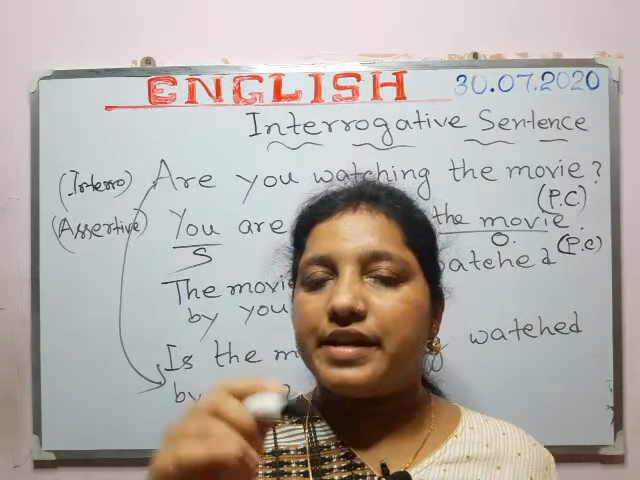 ENGLISH 30.07.2020
Interrogative Sentence
(Interro) Are you watching the movie?
(Assertive) You are the movie. (P.C.)
S O.
The movie watched (P.C)
by you
Is the watched
by